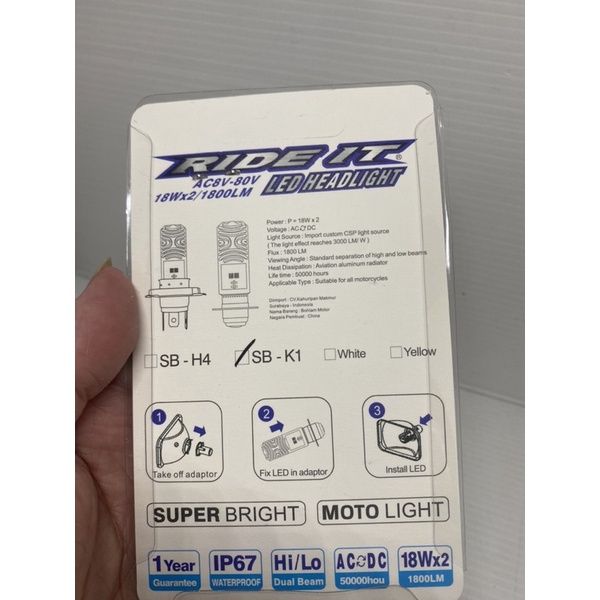 RIDE IT®
AC8V-80V
18Wx2/1800LM
LED HEADLIGHT
Power : P = 18W x 2
Voltage : AC DC
Light Source : Import custom CSP light source
( The light effect reaches 3000 LM/ W )
Flux : 1800 LM
Viewing Angle : Standard separation of high and low beams
Heat Dissipation : Aviation aluminum radiator
Life time : 50000 hours
Applicable Type : Suitable for all motorcycles
Diimport : CV.Kahuripan Makmur
Surabaya - Indonesia
Nama Barang : Bohlam Motor
Negara Pembuat : China
SB - H4
SB - K1
White
Yellow
1
Take off adaptor
2
Fix LED in adaptor
3
Install LED
SUPER BRIGHT
MOTO LIGHT
1 Year
Guarantee
IP67
WATERPROOF
Hi/Lo
Dual Beam
AC DC
50000hou
18Wx2
1800LM